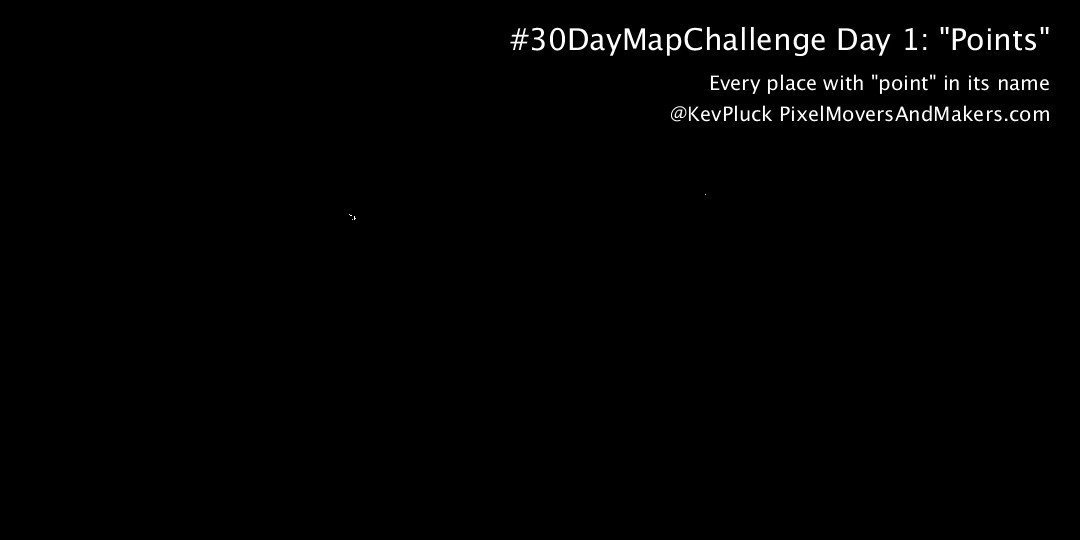 #30DayMapChallenge Day 1: "Points"
Every place with "point" in its name
@KevPluck PixelMoversAndMakers.com